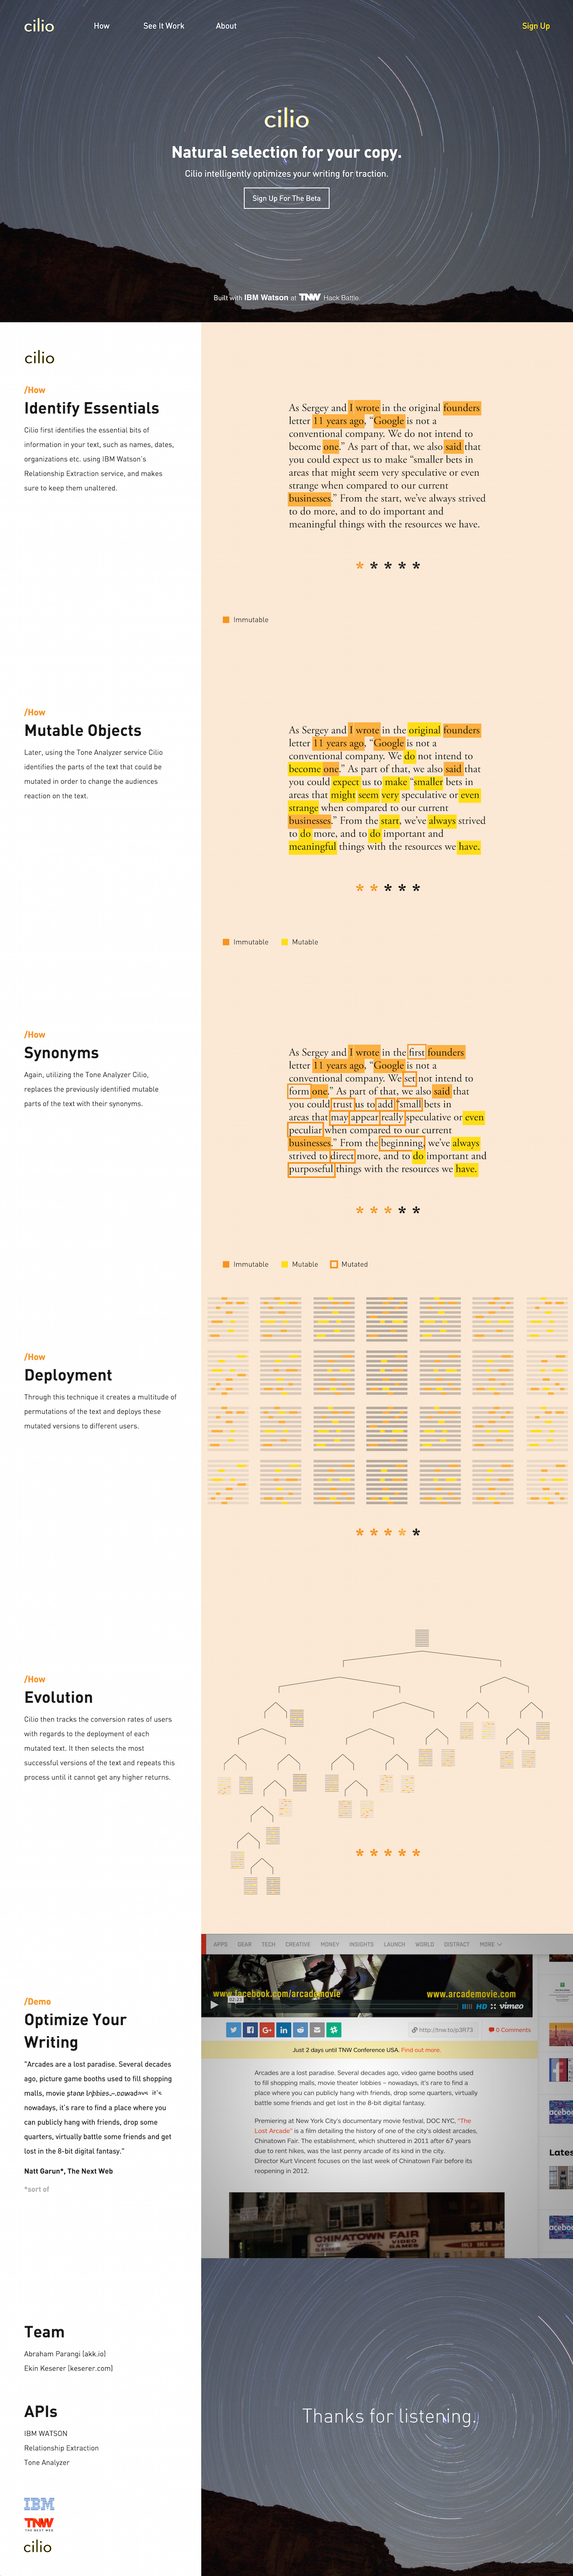 cilio
How
See It Work
About
Sign Up
cilio
Natural selection for your copy.
Cilio intelligently optimizes your writing for traction.
Sign Up For The Beta
Built with IBM Watson at TNW Hack Battle.
cilio
/How
Identify Essentials
Cilio first identifies the essential bits of
information in your text, such as names, dates,
organizations etc. using IBM Watson's
Relationship Extraction service, and makes
sure to keep them unaltered.
As Sergey and I wrote in the original founders
letter 11 years ago, “Google is not a
conventional company. We do not intend to
become one.” As part of that, we also said that
you could expect us to make “smaller bets in
areas that might seem very speculative or even
strange when compared to our current
businesses.” From the start, we’ve always strived
to do more, and to do important and
meaningful things with the resources we have.
* * * * *
Immutable
/How
Mutable Objects
Later, using the Tone Analyzer service Cilio
identifies the parts of the text that could be
mutated in order to change the audiences
reaction on the text.
As Sergey and I wrote in the original founders
letter 11 years ago, “Google is not a
conventional company. We do not intend to
become one.” As part of that, we also said that
you could expect us to make “smaller bets in
areas that might seem very speculative or even
strange when compared to our current
businesses.” From the start, we’ve always strived
to do more, and to do important and
meaningful things with the resources we have.
* * * * *
Immutable
Mutable
/How
Synonyms
Again, utilizing the Tone Analyzer Cilio,
replaces the previously identified mutable
parts of the text with their synonyms.
As Sergey and I wrote in the first founders
letter 11 years ago, “Google is not a
conventional company. We set not intend to
form one.” As part of that, we also said that
you could trust us to add “small bets in
areas that may appear really speculative or even
peculiar when compared to our current
businesses.” From the beginning, we’ve always
strived to direct more, and to do important and
purposeful things with the resources we have.
* * * * *
Immutable
Mutable
Mutated
/How
Deployment
Through this technique it creates a multitude of
permutations of the text and deploys these
mutated versions to different users.
* * * * *
/How
Evolution
Cilio then tracks the conversion rates of users
with regards to the deployment of each
mutated text. It then selects the most
successful versions of the text and repeats this
process until it cannot get any higher returns.
* * * * *
/Demo
Optimize Your
Writing
"Arcades are a lost paradise. Several decades
ago, picture game booths used to fill shopping
malls, movie
nowadays, it's rare to find a place where you
can publicly hang with friends, drop some
quarters, virtually battle some friends and get
lost in the 8-bit digital fantasy."
Natt Garun*, The Next Web
*sort of
APPS GEAR TECH CREATIVE MONEY INSIGHTS LAUNCH WORLD DISTRACT MORE
www.facebook.com/arcademovie
www.arcademovie.com
02:23
HD vimeo
http://tnw.to/p3R73
0 Comments
Just 2 days until TNW Conference USA. Find out more.
Arcades are a lost paradise. Several decades ago, video game booths used
to fill shopping malls, movie theater lobbies – nowadays, it's rare to find a
place where you can publicly hang with friends, drop some quarters, virtually
battle some friends and get lost in the 8-bit digital fantasy.
Premiering at New York City's documentary movie festival, DOC NYC, "The
Lost Arcade" is a film detailing the history of one of the city's oldest arcades,
Chinatown Fair. The establishment, which shuttered in 2011 after 67 years
due to rent hikes, was the last penny arcade of its kind in the city.
Director Kurt Vincent focuses on the last week of Chinatown Fair before its
reopening in 2012.
CHINATOWN FAIR
VIDEO
GAMES
acebo
Lates
acebo
Team
Abraham Parangi [akk.io]
Ekin Keserer [keserer.com]
APIs
IBM WATSON
Relationship Extraction
Tone Analyzer
IBM
TNW
THE NEXT WEB
cilio
Thanks for listening.